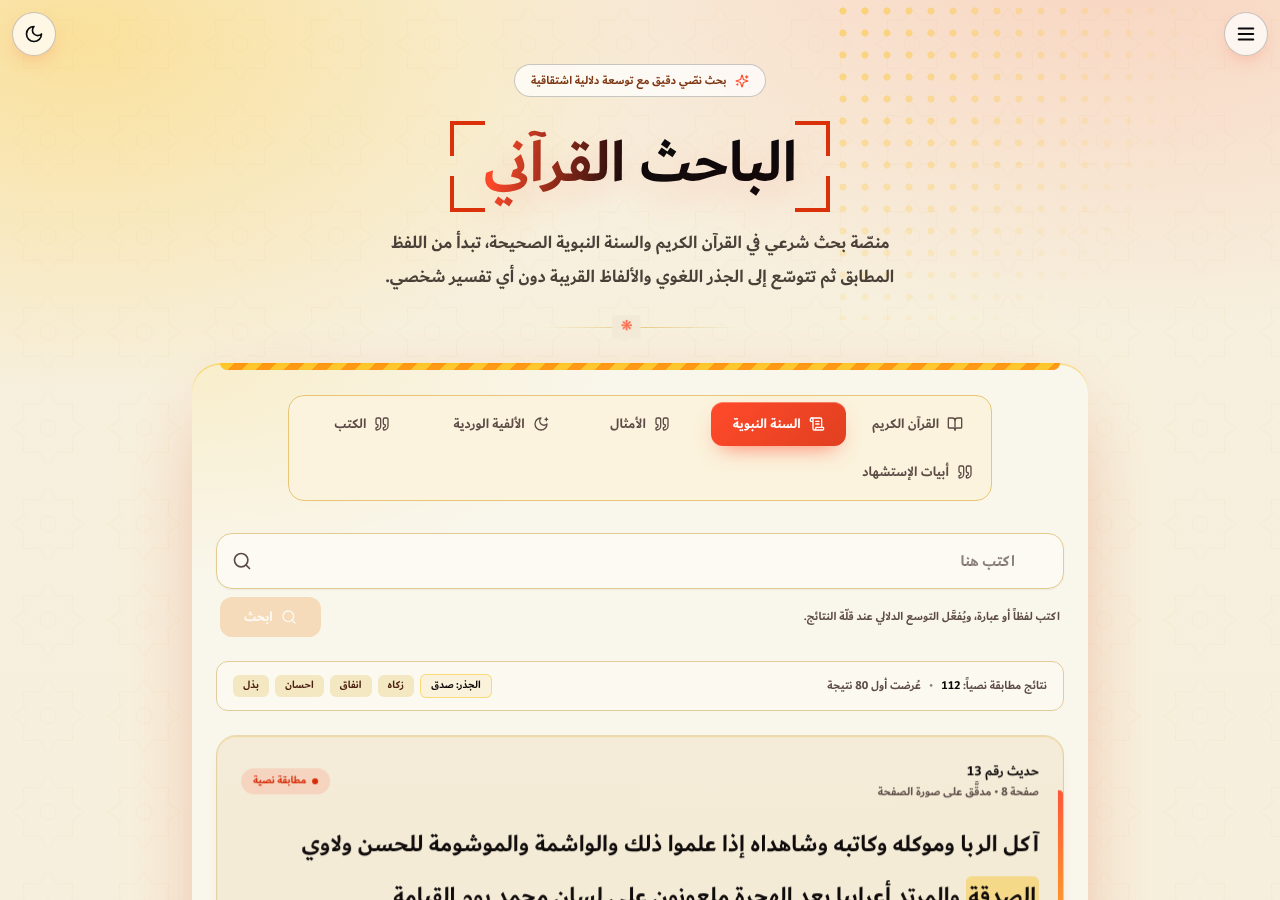 بحث نصّي دقيق مع توسعة دلالية اشتقاقية
الباحث القرآني
منصّة بحث شرعي في القرآن الكريم والسنة النبوية الصحيحة، تبدأ من اللفظ
المطابق ثم تتوسّع إلى الجذر اللغوي والألفاظ القريبة دون أي تفسير شخصي.
القرآن الكريم
السنة النبوية
الأمثال
الألفية الوردية
الكتب
أبيات الإستشهاد
اكتب هنا
اكتب لفظاً أو عبارة، ويُفعَّل التوسع الدلالي عند قلّة النتائج.
ابحث
نتائج مطابقة نصياً: 112 • عُرضت أول 80 نتيجة
الجذر: صدق
زكاه
انفاق
احسان
بذل
حديث رقم 13
صفحة 8 • مدقَّق على صورة الصفحة
مطابقة نصية
آكل الربا وموكله وكاتبه وشاهداه إذا علموا ذلك والواشمة والموشومة للحسن ولاوي
الصدقة والمرتد أعرابيا بعد الهجرة ملعونون على لسان محمد يوم القيامة